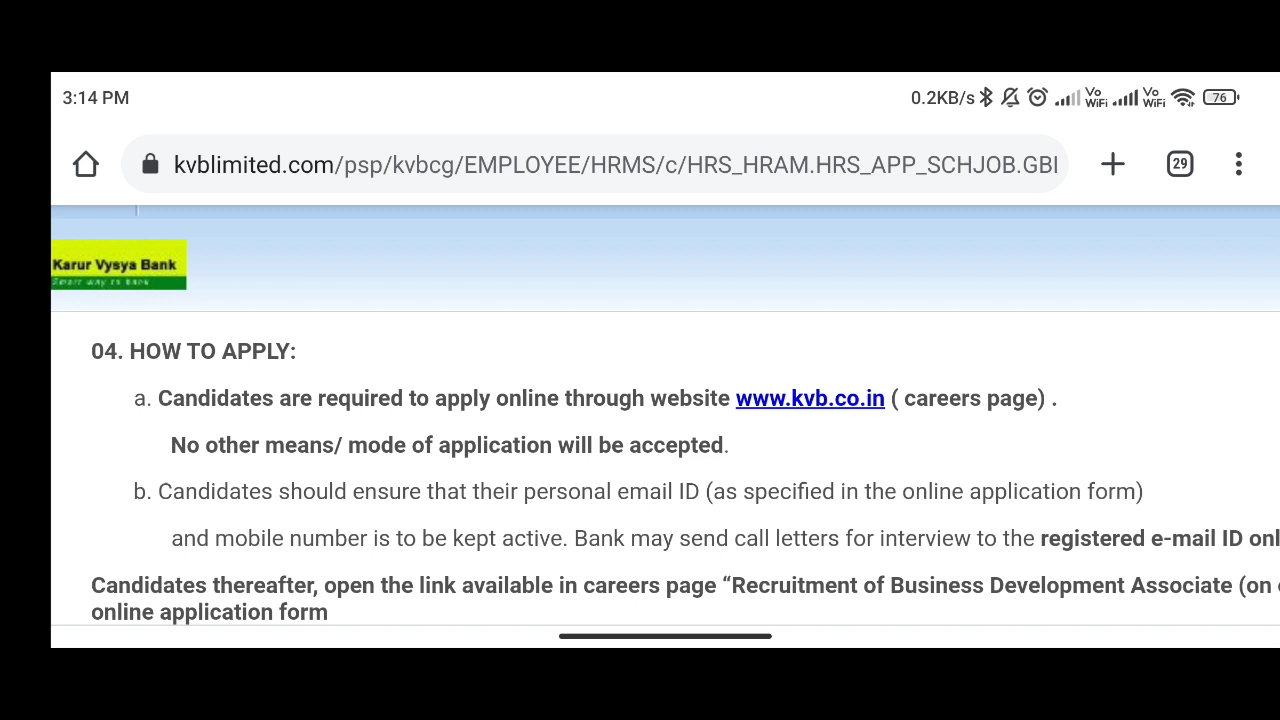 3:14 PM
0.2KB/s Vo WiFi Vo WiFi 76
kvblimited.com/psp/kvbcg/EMPLOYEE/HRMS/c/HRS_HRAM.HRS_APP_SCHJOB.GBI
29
Karur Vysya Bank
Smart way to bank
04. HOW TO APPLY:
a. Candidates are required to apply online through website www.kvb.co.in ( careers page) .
No other means/ mode of application will be accepted.
b. Candidates should ensure that their personal email ID (as specified in the online application form)
and mobile number is to be kept active. Bank may send call letters for interview to the registered e-mail ID onl
Candidates thereafter, open the link available in careers page “Recruitment of Business Development Associate (on
online application form